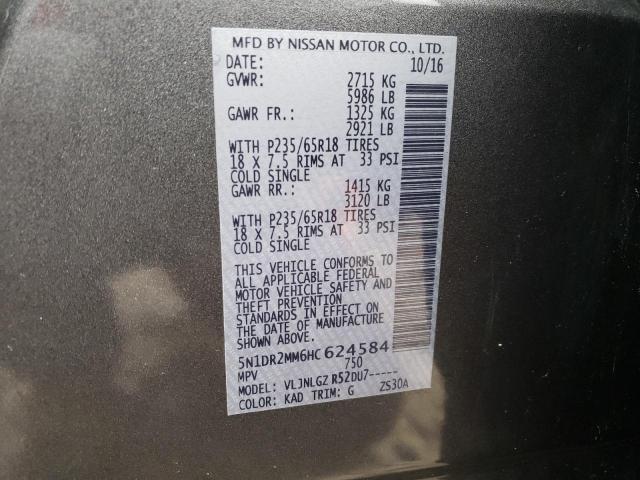 MFD BY NISSAN MOTOR CO., LTD.
DATE: 10/16
GVWR: 2715 KG
5986 LB
GAWR FR.: 1325 KG
2921 LB
WITH P235/65R18 TIRES
18 X 7.5 RIMS AT 33 PSI
COLD SINGLE
GAWR RR.: 1415 KG
3120 LB
WITH P235/65R18 TIRES
18 X 7.5 RIMS AT 33 PSI
COLD SINGLE
THIS VEHICLE CONFORMS TO
ALL APPLICABLE FEDERAL
MOTOR VEHICLE SAFETY AND
THEFT PREVENTION
STANDARDS IN EFFECT ON
THE DATE OF MANUFACTURE
SHOWN ABOVE.
5N1DR2MM6HC624584
MPV 750
MODEL: VLJNLGZ R52DU7-----
COLOR: KAD TRIM: G ZS30A